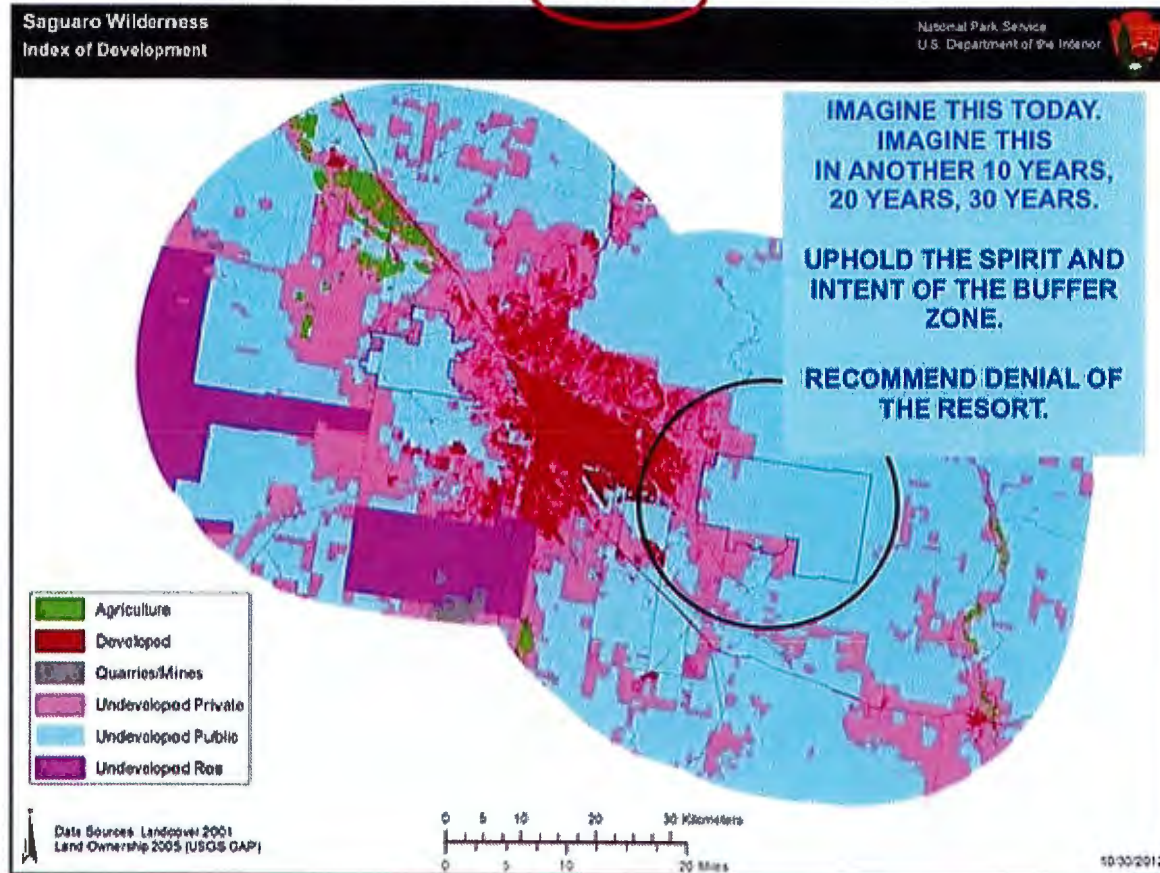 Saguaro Wilderness
Index of Development
National Park Service
U.S. Department of the Interior
IMAGINE THIS TODAY.
IMAGINE THIS
IN ANOTHER 10 YEARS,
20 YEARS, 30 YEARS.
UPHOLD THE SPIRIT AND
INTENT OF THE BUFFER
ZONE.
RECOMMEND DENIAL OF
THE RESORT.
Agriculture
Developed
Quarries/Mines
Undeveloped Private
Undeveloped Public
Undeveloped Res
Data Sources: Landcover 2001
Land Ownership 2005 (USGS GAP)
0 5 10 20 30 Kilometers
0 5 10 20 Miles
10/30/2012